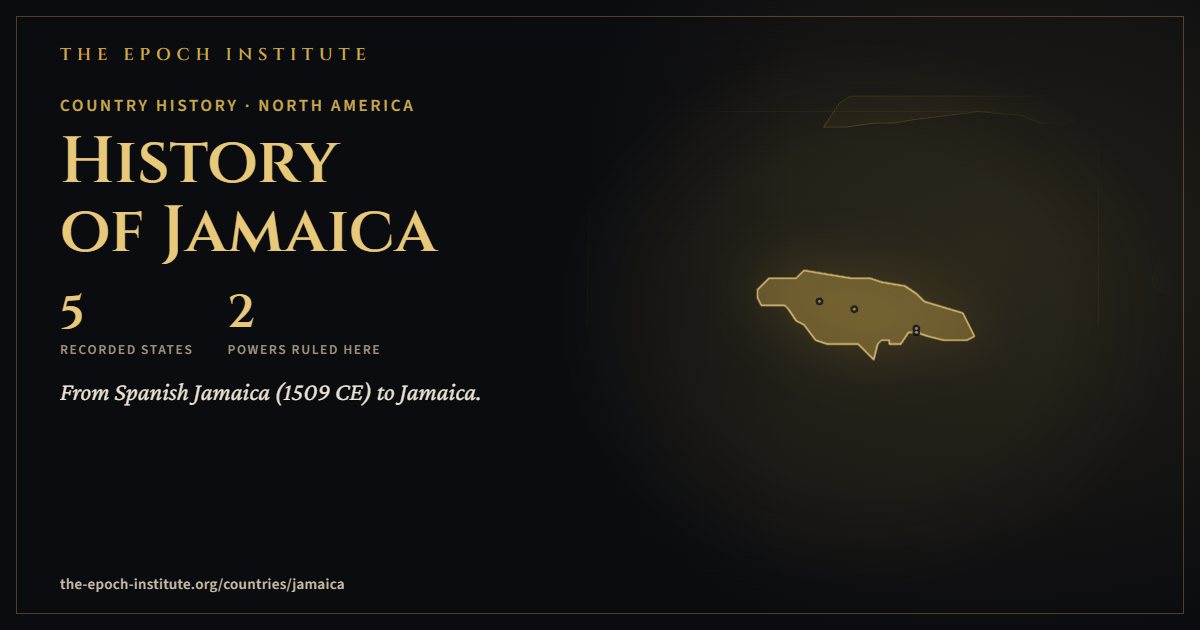 THE EPOCH INSTITUTE
COUNTRY HISTORY · NORTH AMERICA
HISTORY
OF JAMAICA
5 2
RECORDED STATES POWERS RULED HERE
From Spanish Jamaica (1509 CE) to Jamaica.
the-epoch-institute.org/countries/jamaica